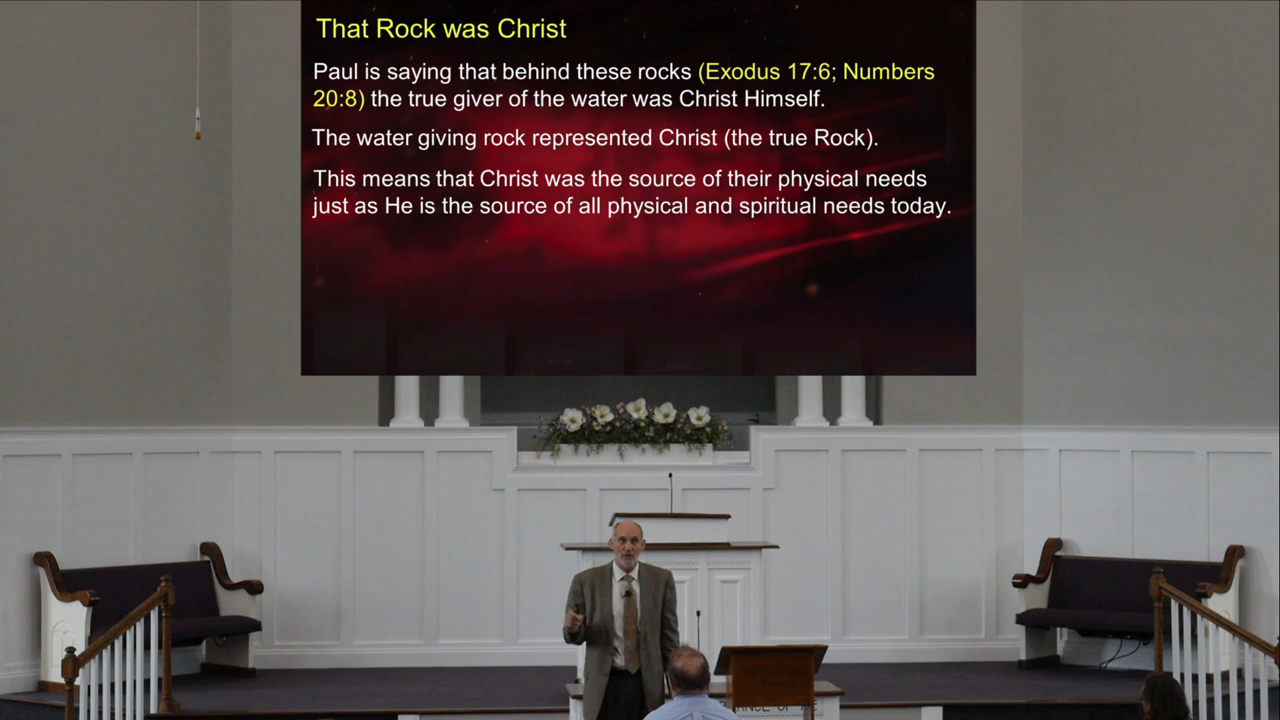 That Rock was Christ
Paul is saying that behind these rocks (Exodus 17:6; Numbers
20:8) the true giver of the water was Christ Himself.
The water giving rock represented Christ (the true Rock).
This means that Christ was the source of their physical needs
just as He is the source of all physical and spiritual needs today.
OF